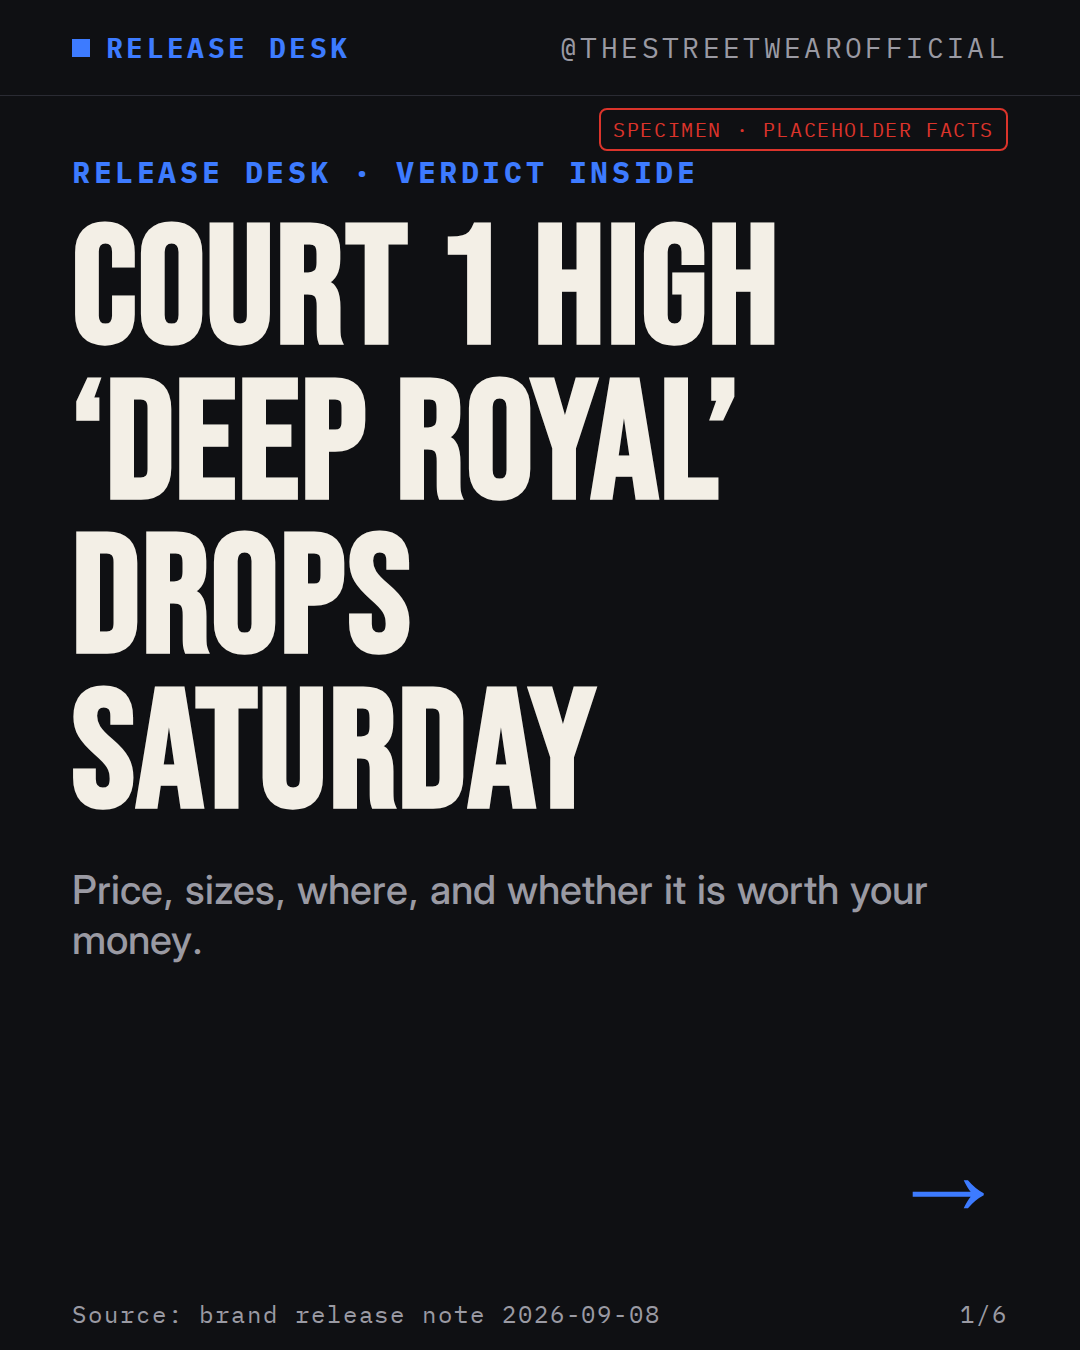 RELEASE DESK
@THESTREETWEAROFFICIAL
SPECIMEN · PLACEHOLDER FACTS
RELEASE DESK · VERDICT INSIDE
COURT 1 HIGH
‘DEEP ROYAL’
DROPS
SATURDAY
Price, sizes, where, and whether it is worth your
money.
→
Source: brand release note 2026-09-08
1/6